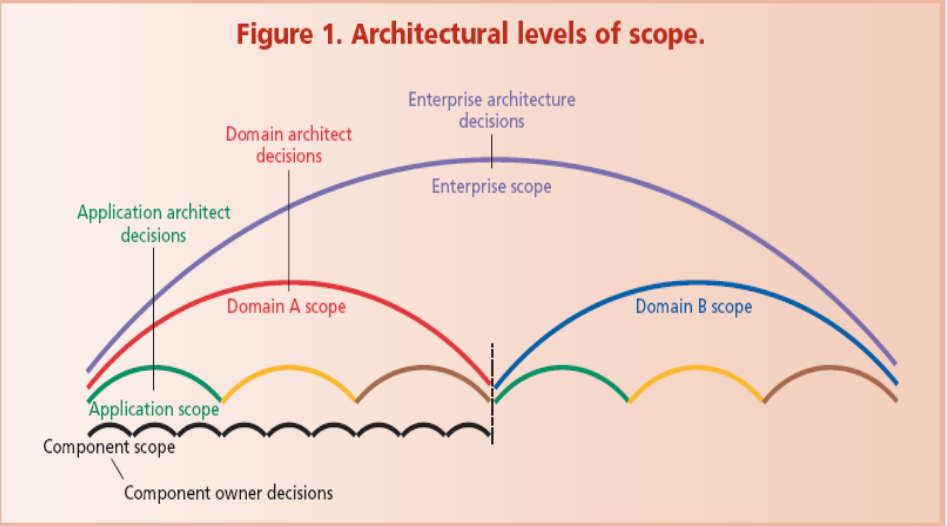 Figure 1. Architectural levels of scope.
Enterprise architecture
decisions
Domain architect
decisions
Enterprise scope
Application architect
decisions
Domain A scope
Domain B scope
Application scope
Component scope
Component owner decisions